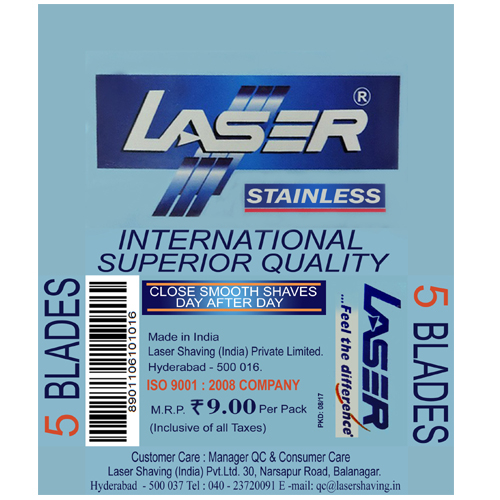 LASER ®
STAINLESS
INTERNATIONAL
SUPERIOR QUALITY
CLOSE SMOOTH SHAVES
DAY AFTER DAY
5 BLADES
8901106101016
Made in India
Laser Shaving (India) Private Limited.
Hyderabad - 500 016.
ISO 9001 : 2008 COMPANY
M.R.P. ₹9.00 Per Pack
(Inclusive of all Taxes)
PKD: 08/17
LASER
...Feel the difference
5 BLADES
Customer Care : Manager QC & Consumer Care
Laser Shaving (India) Pvt.Ltd. 30, Narsapur Road, Balanagar.
Hyderabad - 500 037 Tel : 040 - 23720091 E -mail: qc@lasershaving.in